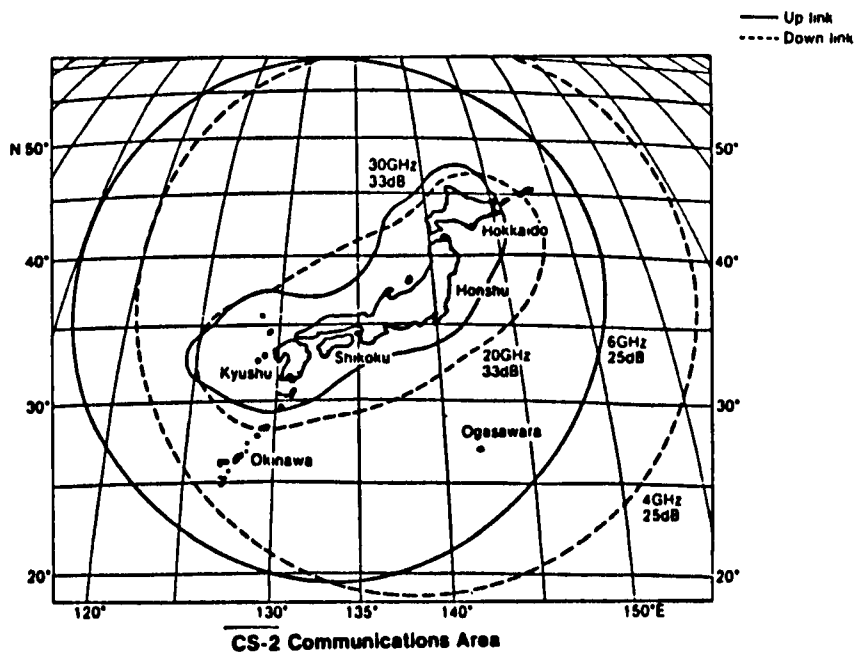 Up link
Down link
N 50°
50°
30GHz
33dB
Hokkaido
40°
40°
Honshu
Kyushu
Shikoku
20GHz
33dB
6GHz
25dB
30°
30°
Ogasawara
Okinawa
4GHz
25dB
20°
20°
120°
130°
135°
140°
150°E
CS-2 Communications Area